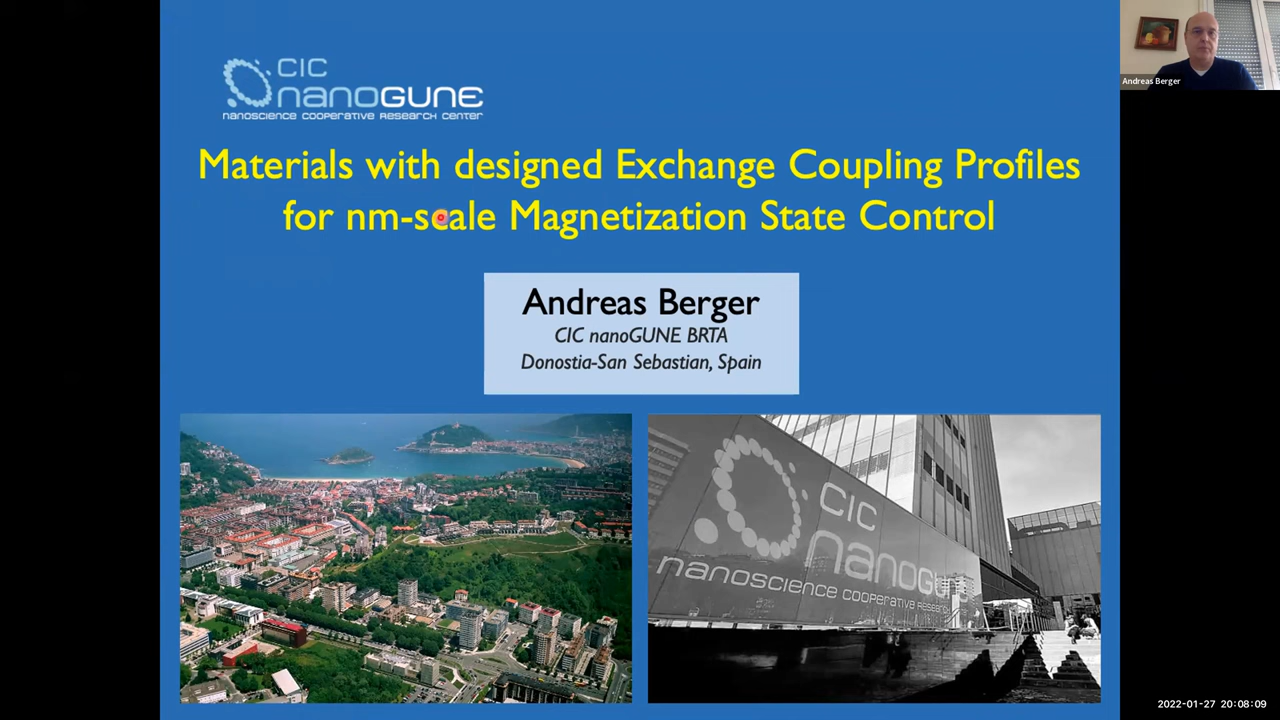 CIC
nanoGUNE
nanoscience cooperative research center
Materials with designed Exchange Coupling Profiles
for nm-scale Magnetization State Control
Andreas Berger
CIC nanoGUNE BRTA
Donostia-San Sebastian, Spain
CIC
nanoGUN
nanoscience cooperative Research
Andreas Berger
2022-01-27 20:08:09